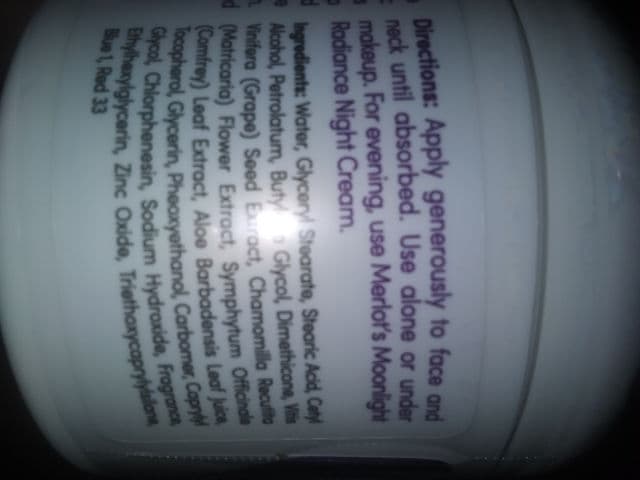 Directions: Apply generously to face and
neck until absorbed. Use alone or under
makeup. For evening, use Merlot's Moonlight
Radiance Night Cream.
Ingredients: Water, Glyceryl Stearate, Stearic Acid, Cetyl
Alcohol, Petrolatum, Glycol, Dimethicone, Vitis
Vinifera (Grape) Seed Extract, Chamomilla Recutita
(Matricaria) Flower Extract, Symphytum Officinale
(Comfrey) Leaf Extract, Aloe Barbadensis Leaf Juice,
Tocopherol, Glycerin, Phenoxyethanol, Carbomer, Caprylyl
Glycol, Chlorphenesin, Sodium Hydroxide, Fragrance,
Ethylhexylglycerin, Zinc Oxide, Triethoxycaprylylsilane,
Blue 1, Red 33